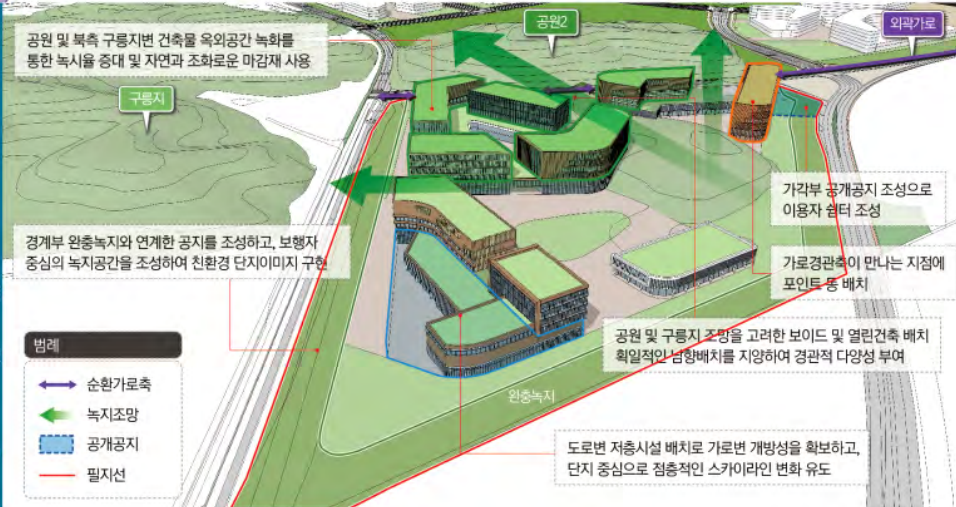 공원 및 북측 구릉지변 건축물 옥외공간 녹화를
통한 녹시율 증대 및 자연과 조화로운 마감재 사용
공원2
외곽가로
구릉지
가각부 공개공지 조성으로
이용자 쉼터 조성
경계부 완충녹지와 연계한 공지를 조성하고, 보행자
중심의 녹지공간을 조성하여 친환경 단지이미지 구현
가로경관축이 만나는 지점에
포인트 동 배치
공원 및 구릉지 조망을 고려한 보이드 및 열린건축 배치
획일적인 남향배치를 지양하여 경관적 다양성 부여
범례
순환가로축
녹지조망
공개공지
필지선
완충녹지
도로변 저층시설 배치로 가로변 개방성을 확보하고,
단지 중심으로 점층적인 스카이라인 변화 유도